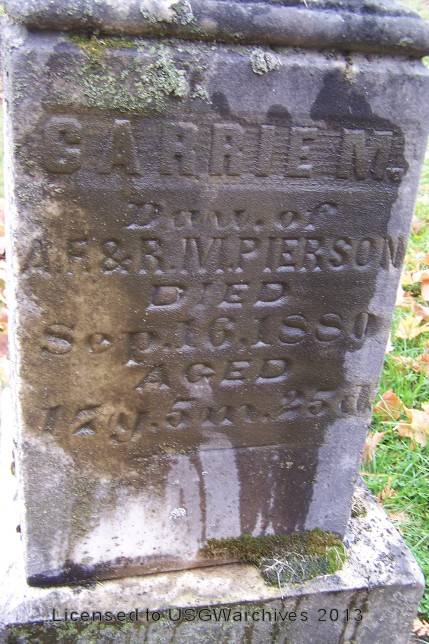 CARRIE M.
Dau. of
A. F. & R. M. PIERSON
DIED
Sep. 16. 1880
AGED
17y. 5m. 25d
Licensed to USGWarchives 2013